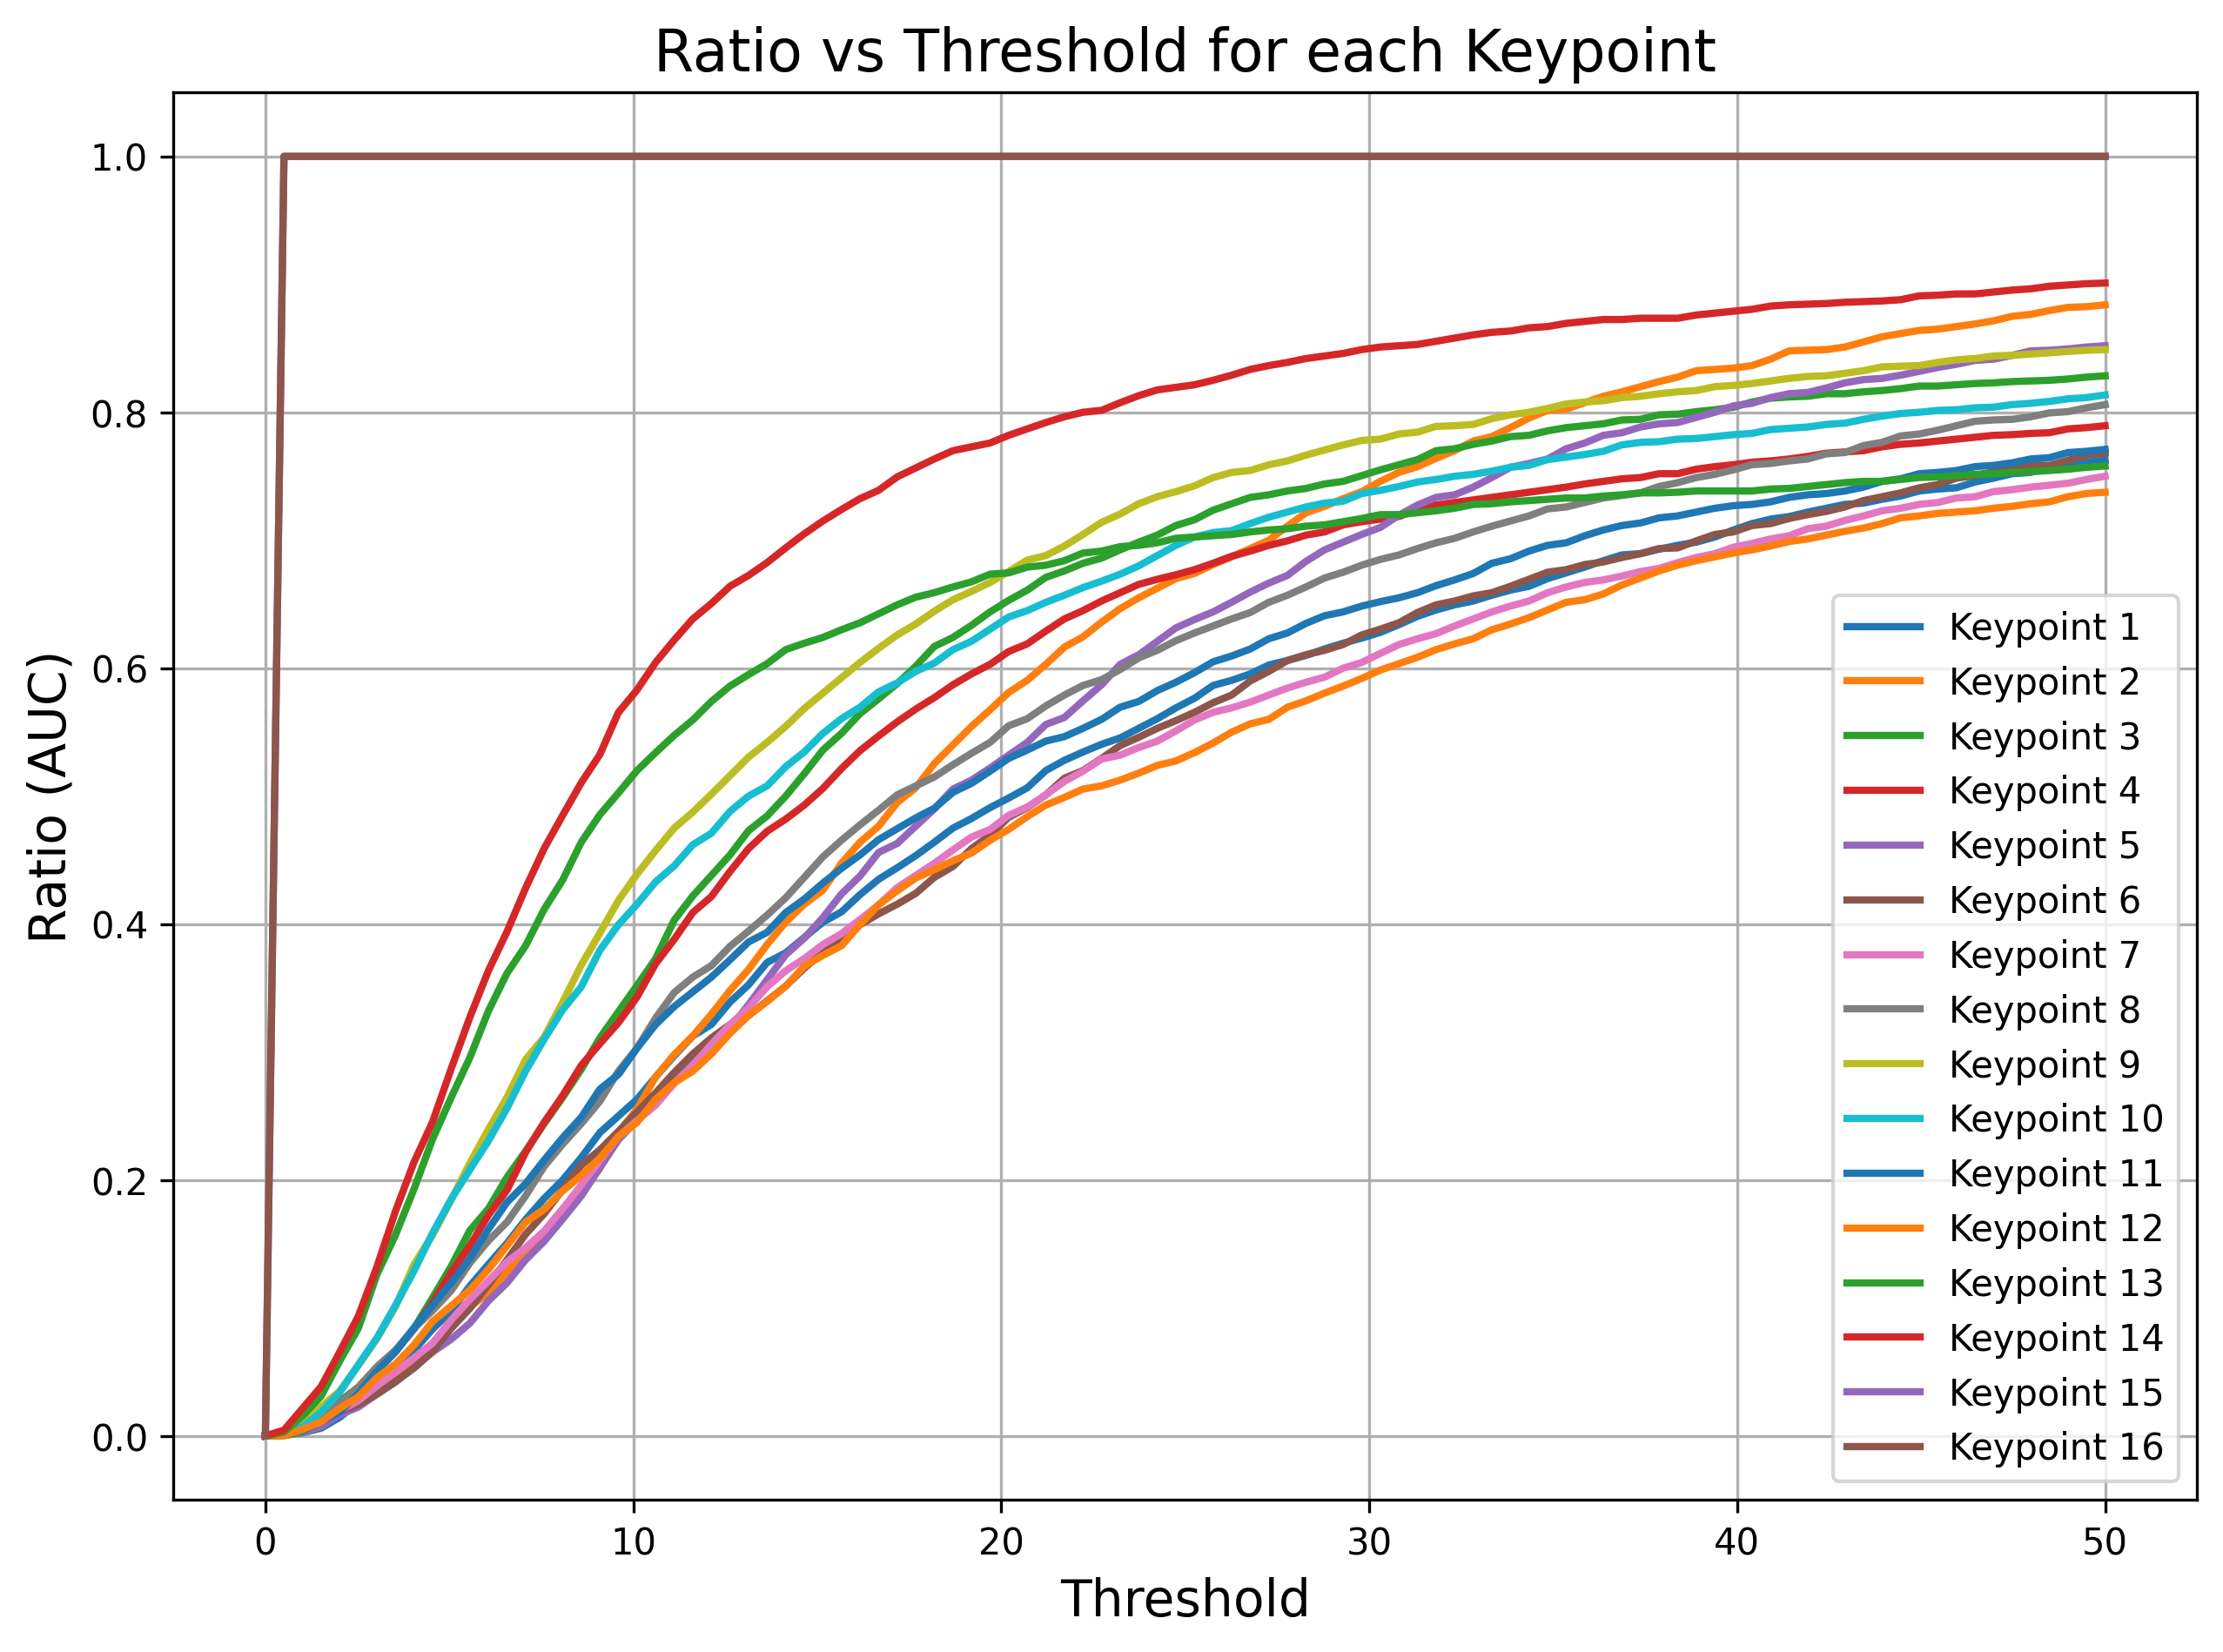 Ratio vs Threshold for each Keypoint
Ratio (AUC)
1.0
0.8
0.6
0.4
0.2
0.0
Keypoint 1
Keypoint 2
Keypoint 3
Keypoint 4
Keypoint 5
Keypoint 6
Keypoint 7
Keypoint 8
Keypoint 9
Keypoint 10
Keypoint 11
Keypoint 12
Keypoint 13
Keypoint 14
Keypoint 15
Keypoint 16
0 10 20 30 40 50
Threshold